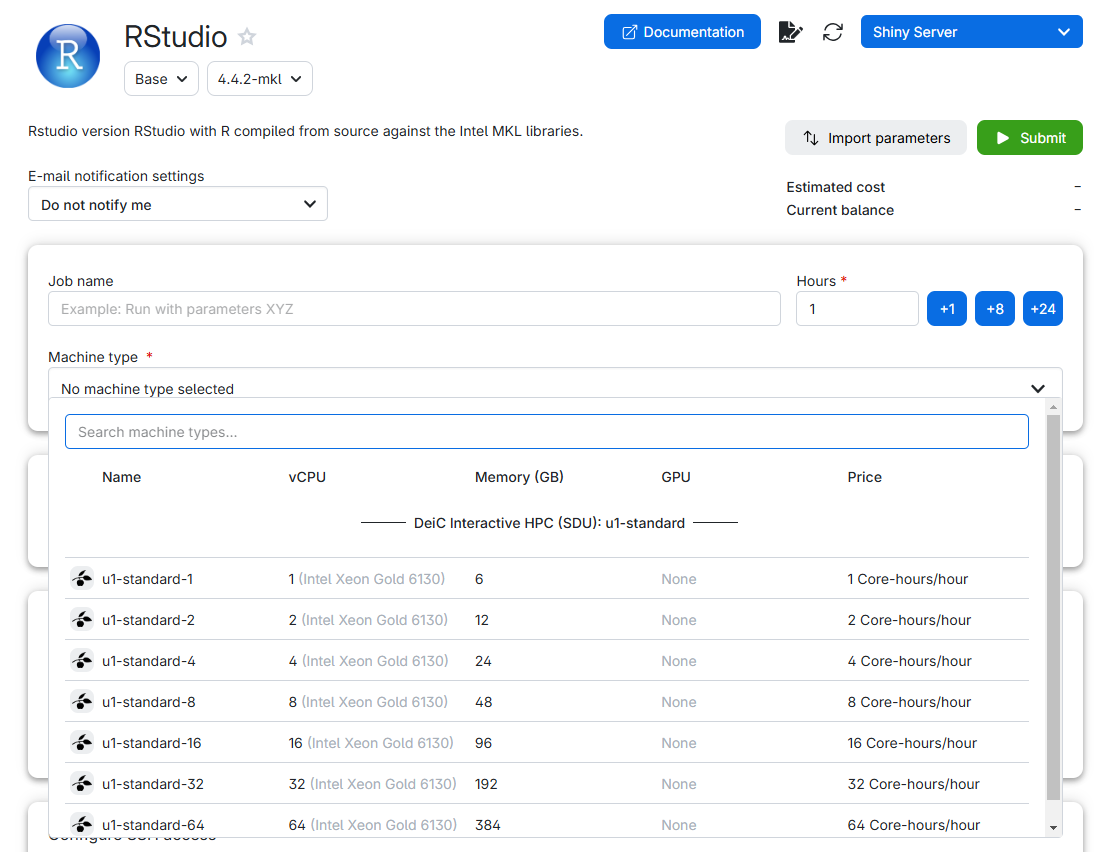 R
RStudio
Documentation
Shiny Server
Base
4.4.2-mkl
Rstudio version RStudio with R compiled from source against the Intel MKL libraries.
Import parameters
Submit
E-mail notification settings
Do not notify me
Estimated cost –
Current balance –
Job name
Hours *
Example: Run with parameters XYZ
1
+1
+8
+24
Machine type *
No machine type selected
Search machine types...
Name vCPU Memory (GB) GPU Price
DeiC Interactive HPC (SDU): u1-standard
u1-standard-1 1 (Intel Xeon Gold 6130) 6 None 1 Core-hours/hour
u1-standard-2 2 (Intel Xeon Gold 6130) 12 None 2 Core-hours/hour
u1-standard-4 4 (Intel Xeon Gold 6130) 24 None 4 Core-hours/hour
u1-standard-8 8 (Intel Xeon Gold 6130) 48 None 8 Core-hours/hour
u1-standard-16 16 (Intel Xeon Gold 6130) 96 None 16 Core-hours/hour
u1-standard-32 32 (Intel Xeon Gold 6130) 192 None 32 Core-hours/hour
u1-standard-64 64 (Intel Xeon Gold 6130) 384 None 64 Core-hours/hour